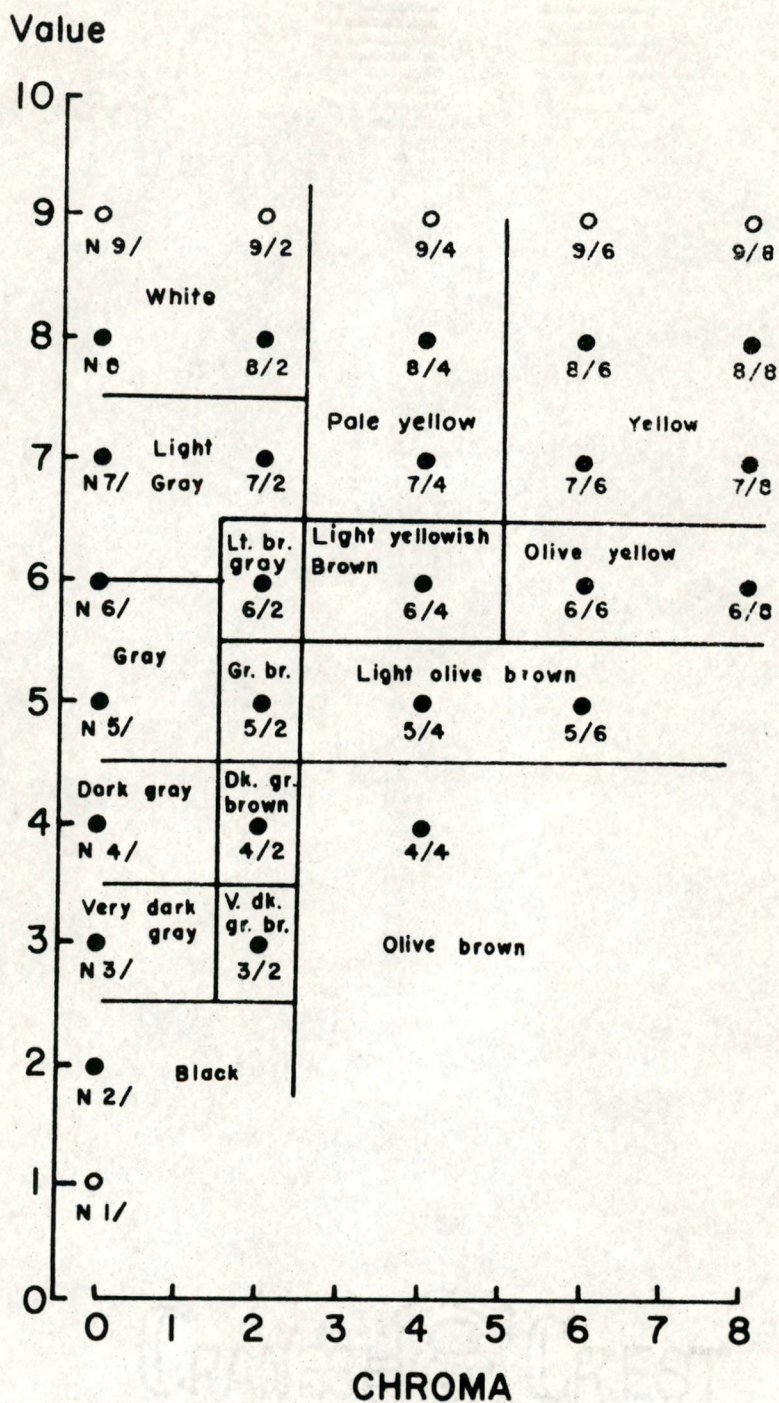 Value
10
9
N 9/ 9/2 9/4 9/6 9/8
White
8
N 8 8/2 8/4 8/6 8/8
Pale yellow Yellow
Light
Gray
7
N7/ 7/2 7/4 7/6 7/8
Lt. br.
gray
Light yellowish
Brown
Olive yellow
6
N 6/ 6/2 6/4 6/6 6/8
Gray
Gr. br.
Light olive brown
5
N 5/ 5/2 5/4 5/6
Dark gray
Dk. gr.
brown
4
N 4/ 4/2 4/4
Very dark
gray
V. dk.
gr. br.
Olive brown
3
N 3/ 3/2
2
Black
N 2/
1
N 1/
0
0 1 2 3 4 5 6 7 8
CHROMA